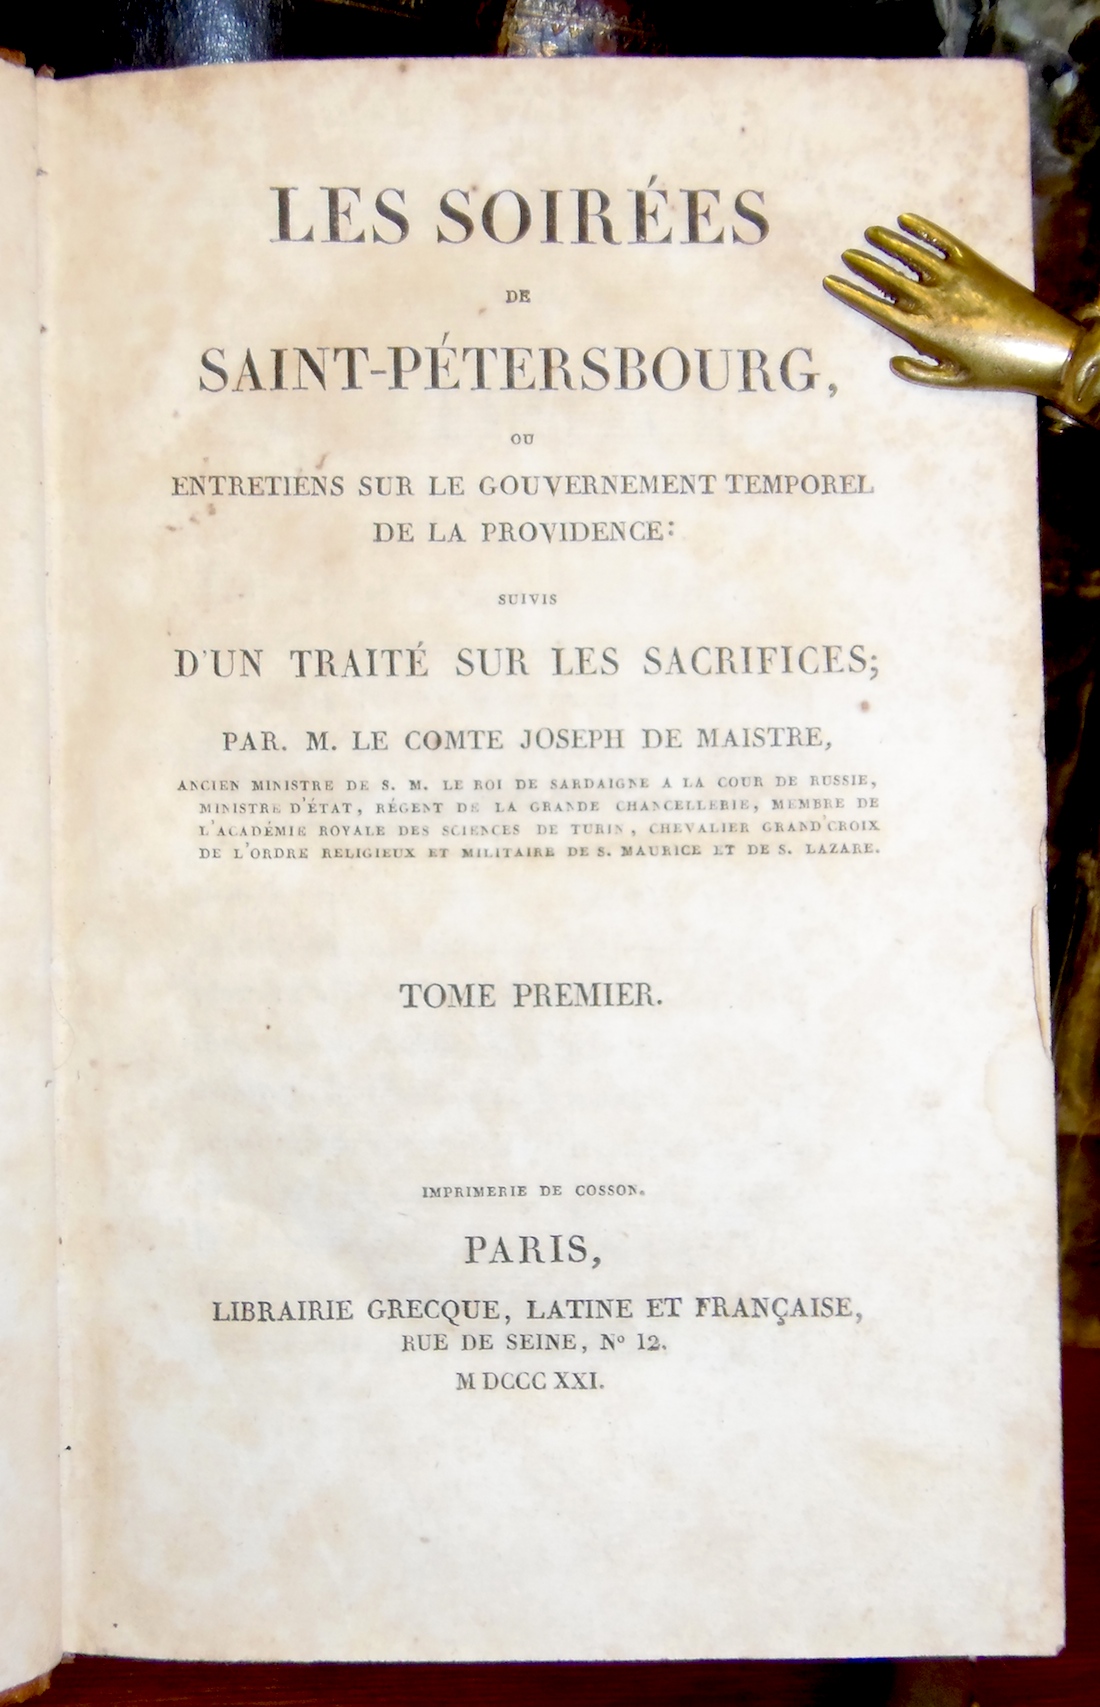 LES SOIRÉES
DE
SAINT-PÉTERSBOURG,
OU
ENTRETIENS SUR LE GOUVERNEMENT TEMPOREL
DE LA PROVIDENCE:
SUIVIS
D'UN TRAITÉ SUR LES SACRIFICES;
PAR. M. LE COMTE JOSEPH DE MAISTRE,
ANCIEN MINISTRE DE S. M. LE ROI DE SARDAIGNE A LA COUR DE RUSSIE,
MINISTRE D'ÉTAT, RÉGENT DE LA GRANDE CHANCELLERIE, MEMBRE DE
L'ACADÉMIE ROYALE DES SCIENCES DE TURIN, CHEVALIER GRAND'CROIX
DE L'ORDRE RELIGIEUX ET MILITAIRE DE S. MAURICE ET DE S. LAZARE.
TOME PREMIER.
IMPRIMERIE DE COSSON.
PARIS,
LIBRAIRIE GRECQUE, LATINE ET FRANÇAISE,
RUE DE SEINE, Nº 12.
M DCCC XXI.